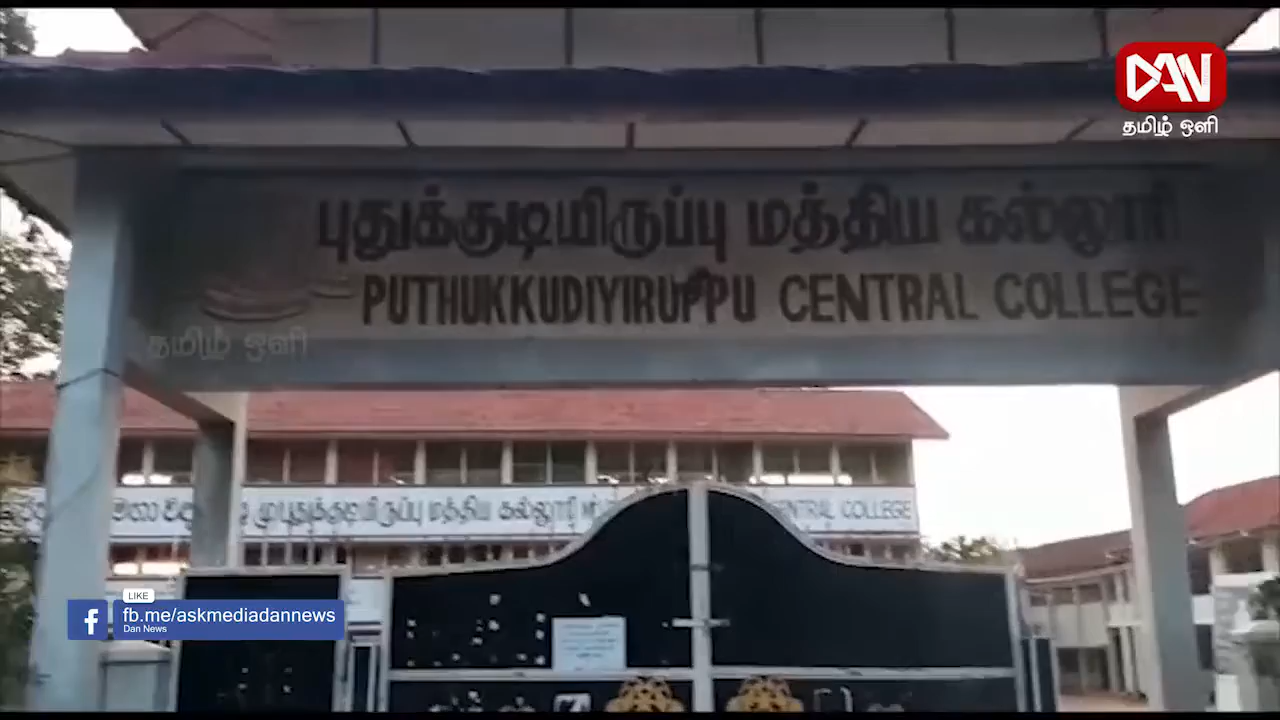 DAN
தமிழ் ஒளி
புதுக்குடியிருப்பு மத்திய கல்லூரி
PUTHUKKUDIYIRUPPU CENTRAL COLLEGE
தமிழ் ஒளி
மு/புதுக்குடியிருப்பு மத்திய கல்லூரி CENTRAL COLLEGE
LIKE
fb.me/askmediadannews
Dan News